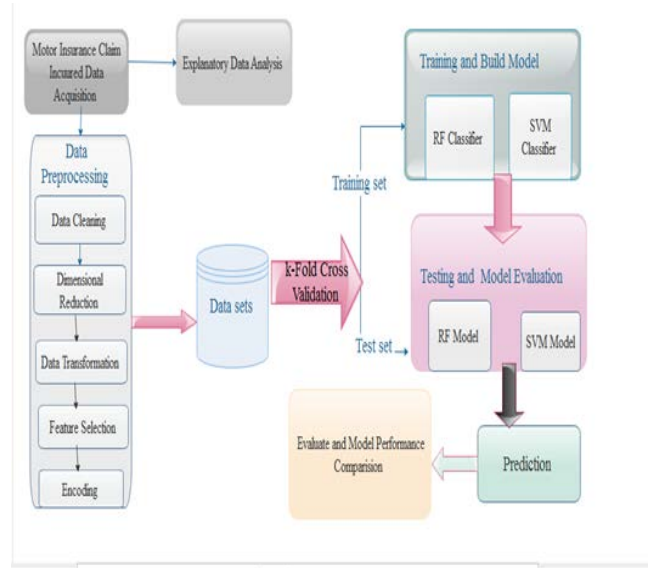 Motor Insurance Claim
Incuared Data
Acquisition
Explanatory Data Analysis
Data
Preprocessing
Data Cleaning
Dimensional
Reduction
Data Transformation
Feature Selection
Encoding
Data sets
k-Fold Cross
Validation
Training set
Test set
Training and Build Model
RF Classifier
SVM
Classifier
Testing and Model Evaluation
RF Model
SVM Model
Prediction
Evaluate and Model Performance
Comparision